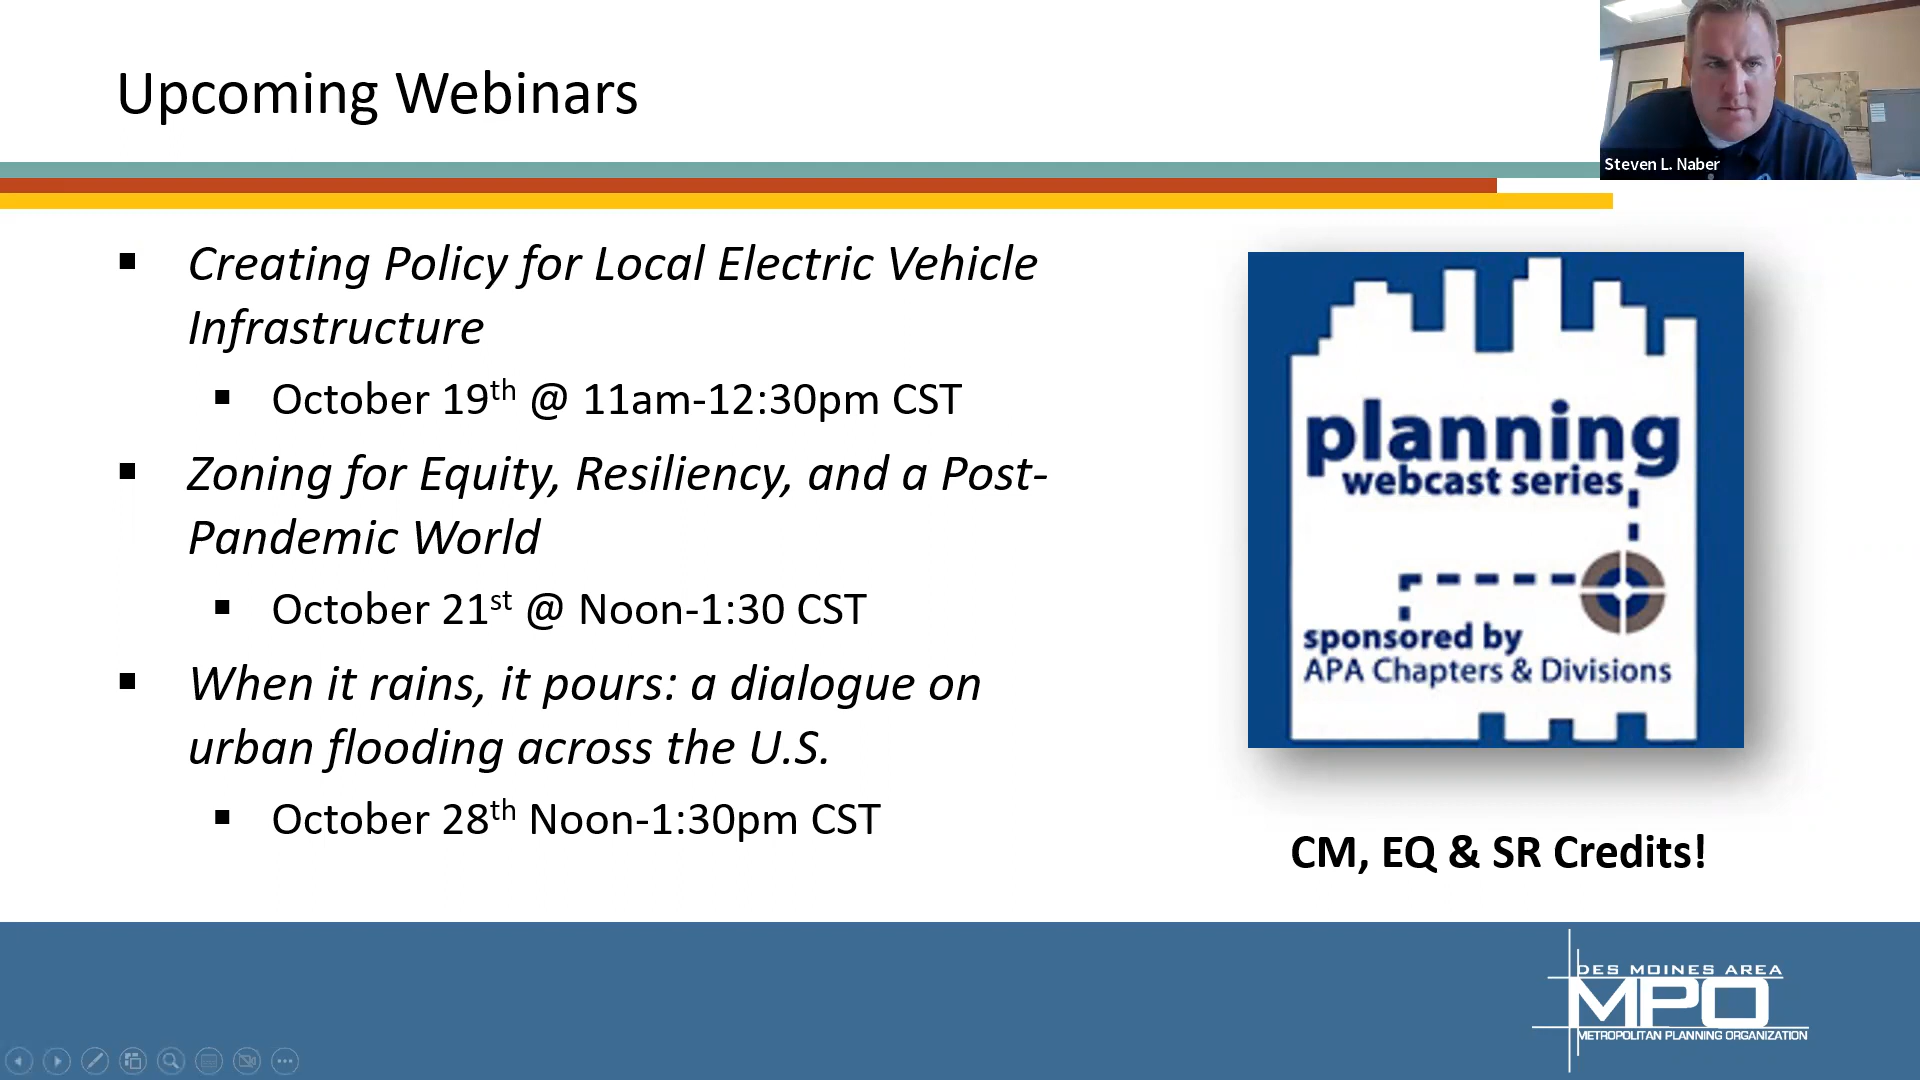 Upcoming Webinars
Steven L. Naber
Creating Policy for Local Electric Vehicle
Infrastructure
October 19th @ 11am-12:30pm CST
Zoning for Equity, Resiliency, and a Post-
Pandemic World
October 21st @ Noon-1:30 CST
When it rains, it pours: a dialogue on
urban flooding across the U.S.
October 28th Noon-1:30pm CST
planning
webcast series
sponsored by
APA Chapters & Divisions
CM, EQ & SR Credits!
DES MOINES AREA
MPO
METROPOLITAN PLANNING ORGANIZATION